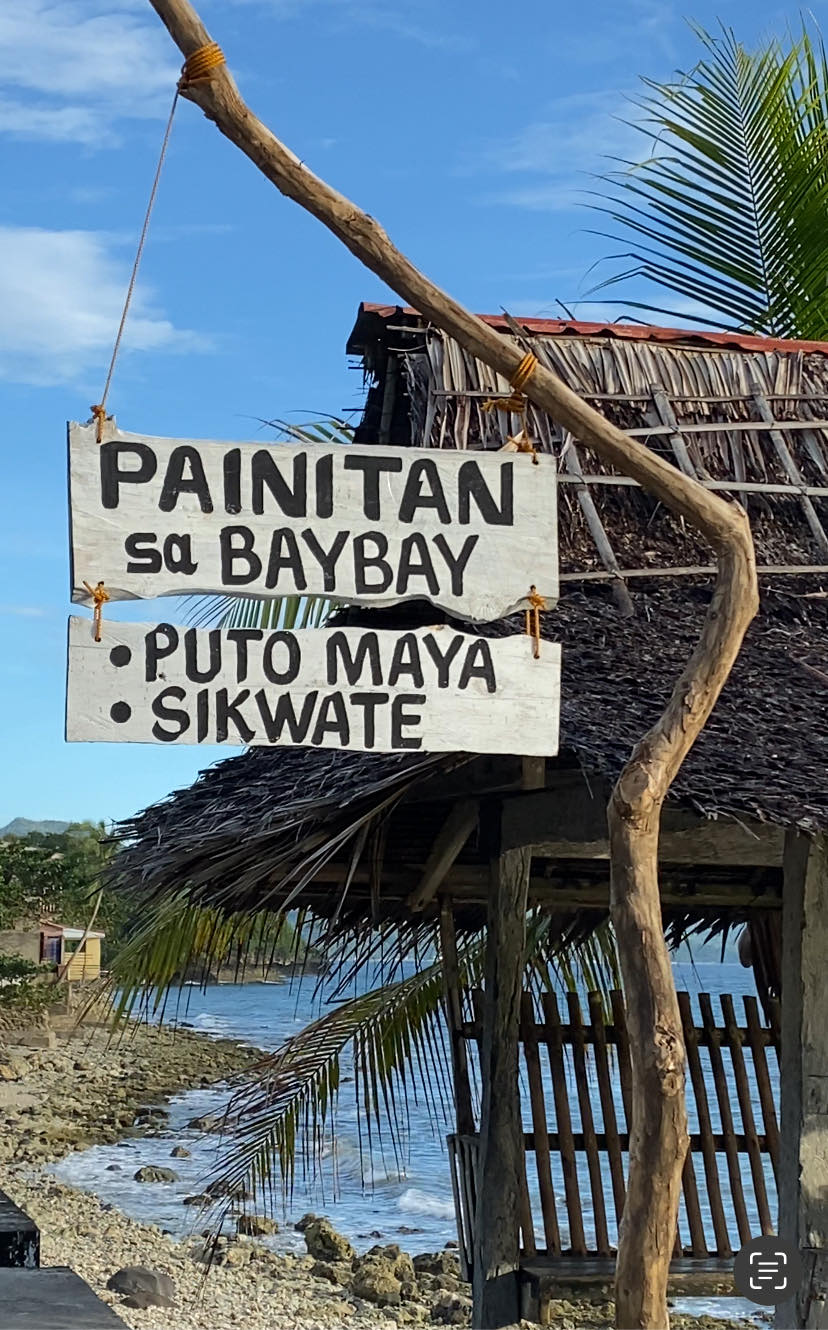 PAINITAN
sa BAYBAY
• PUTO MAYA
• SIKWATE